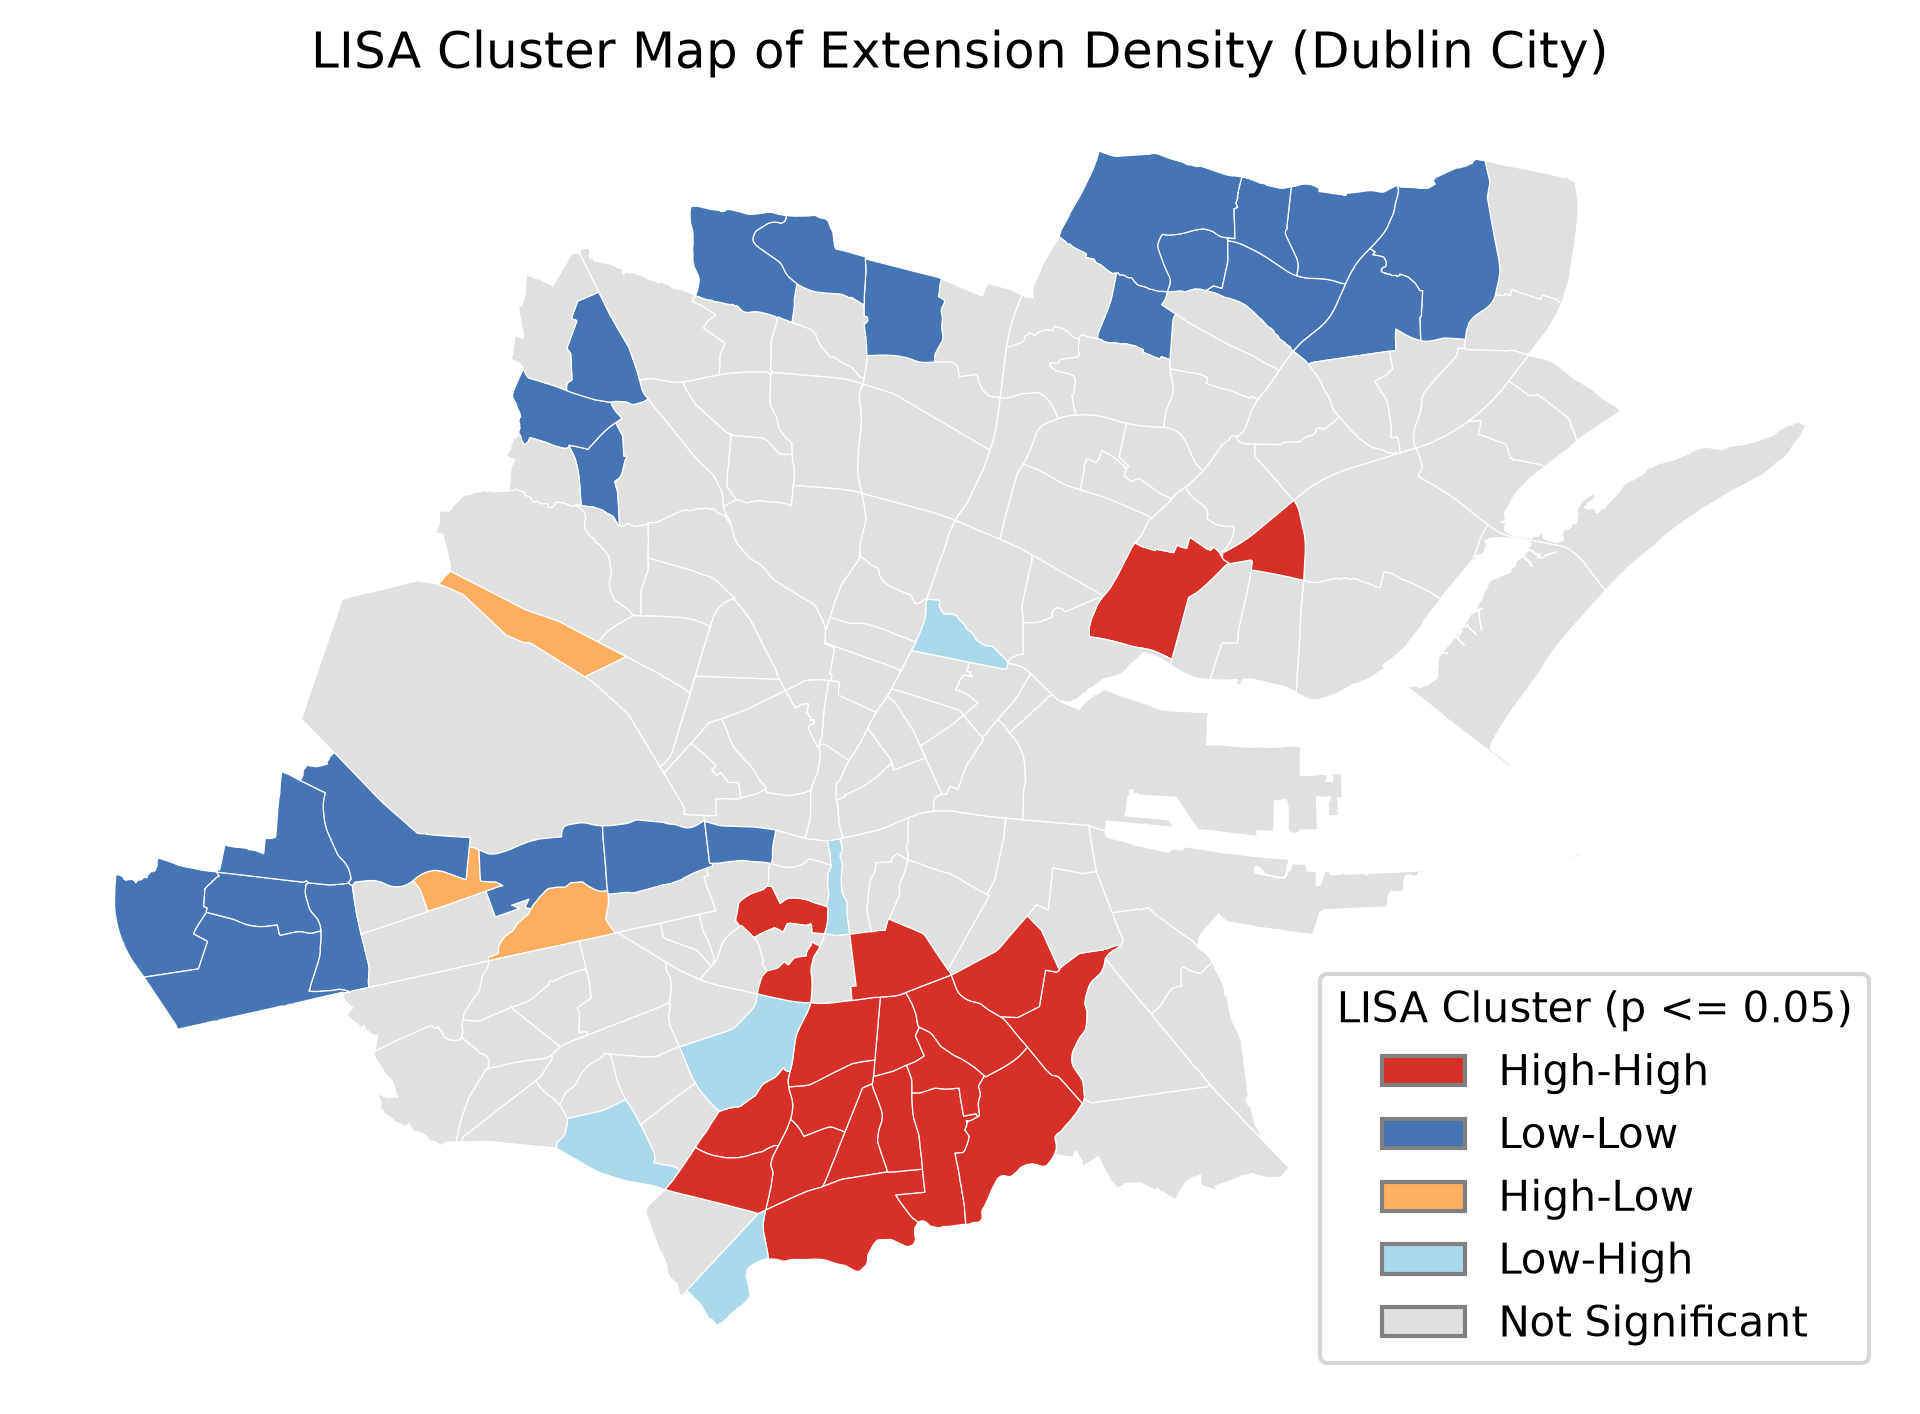 LISA Cluster Map of Extension Density (Dublin City)
LISA Cluster (p <= 0.05)
High-High
Low-Low
High-Low
Low-High
Not Significant